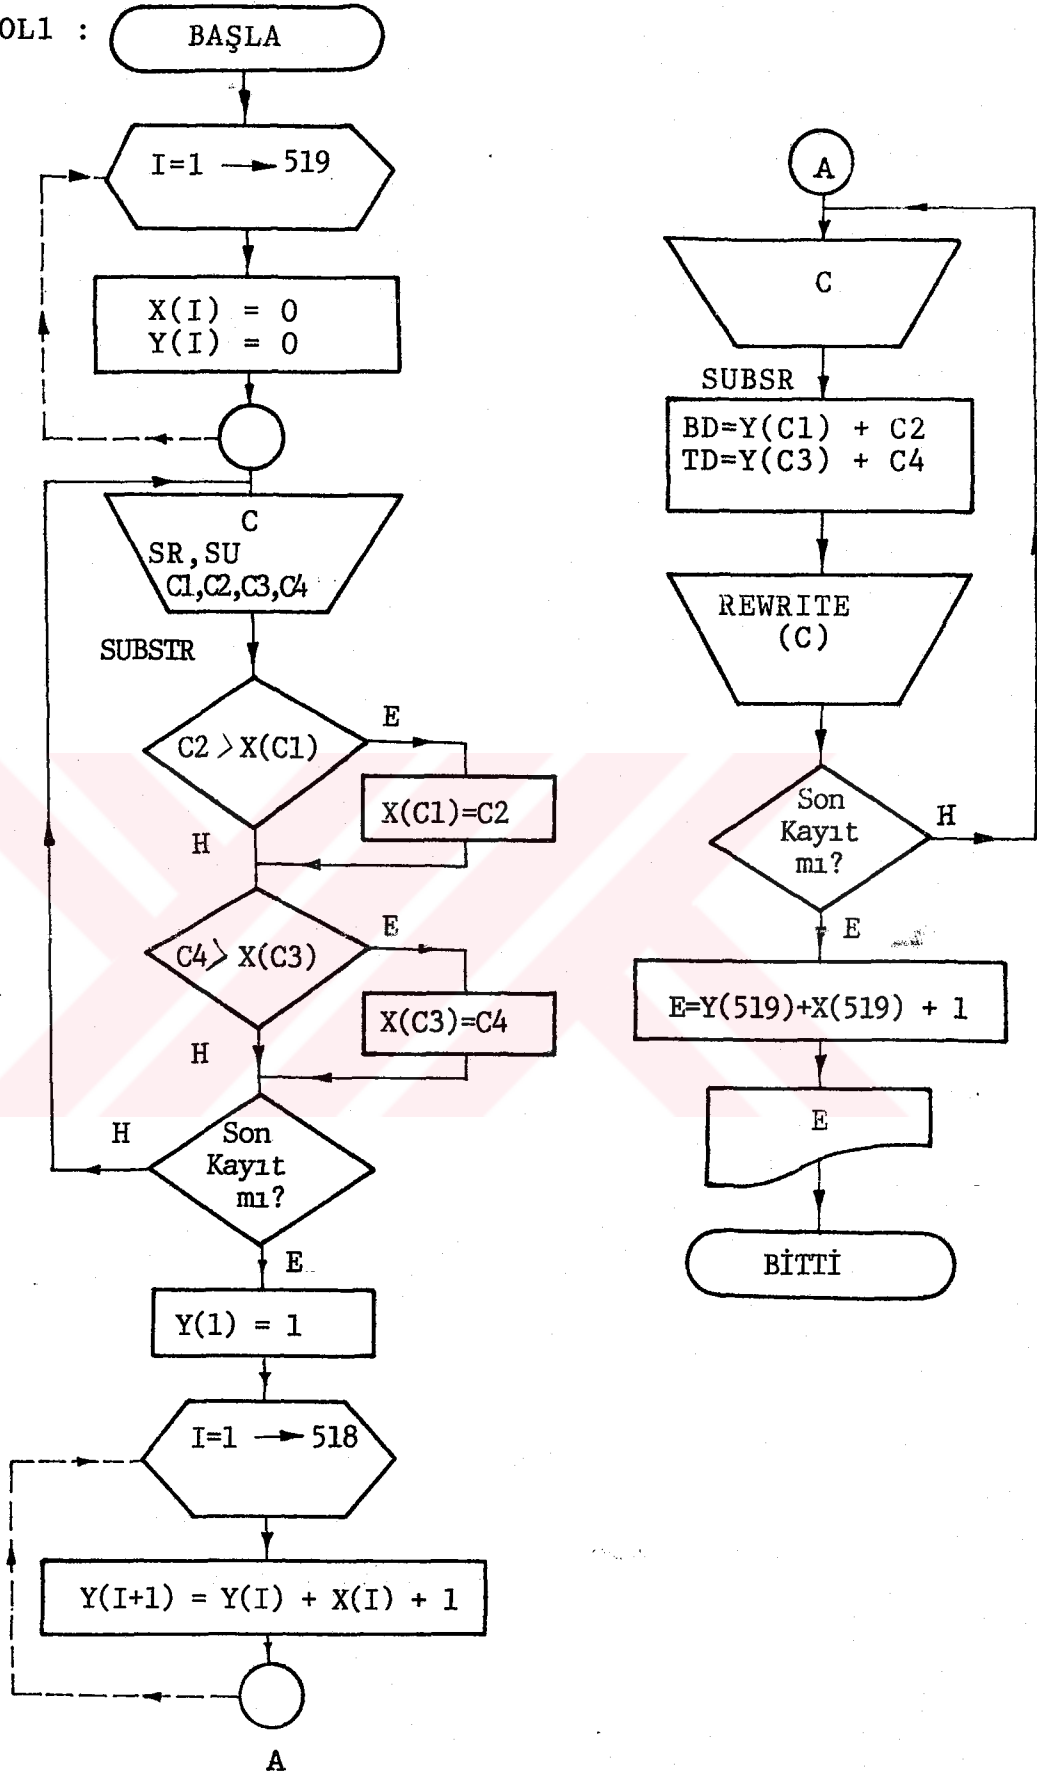 OL1 :
BAŞLA
I=1 → 519
X(I) = 0
Y(I) = 0
C
SR,SU
C1,C2,C3,C4
SUBSTR
C2 > X(C1)
E
X(C1)=C2
H
C4> X(C3)
E
X(C3)=C4
H
H
Son
Kayıt
mı?
E
Y(1) = 1
I=1 → 518
Y(I+1) = Y(I) + X(I) + 1
A
A
C
SUBSR
BD=Y(C1) + C2
TD=Y(C3) + C4
REWRITE
(C)
Son
Kayıt
mı?
H
E
E=Y(519)+X(519) + 1
E
BİTTİ